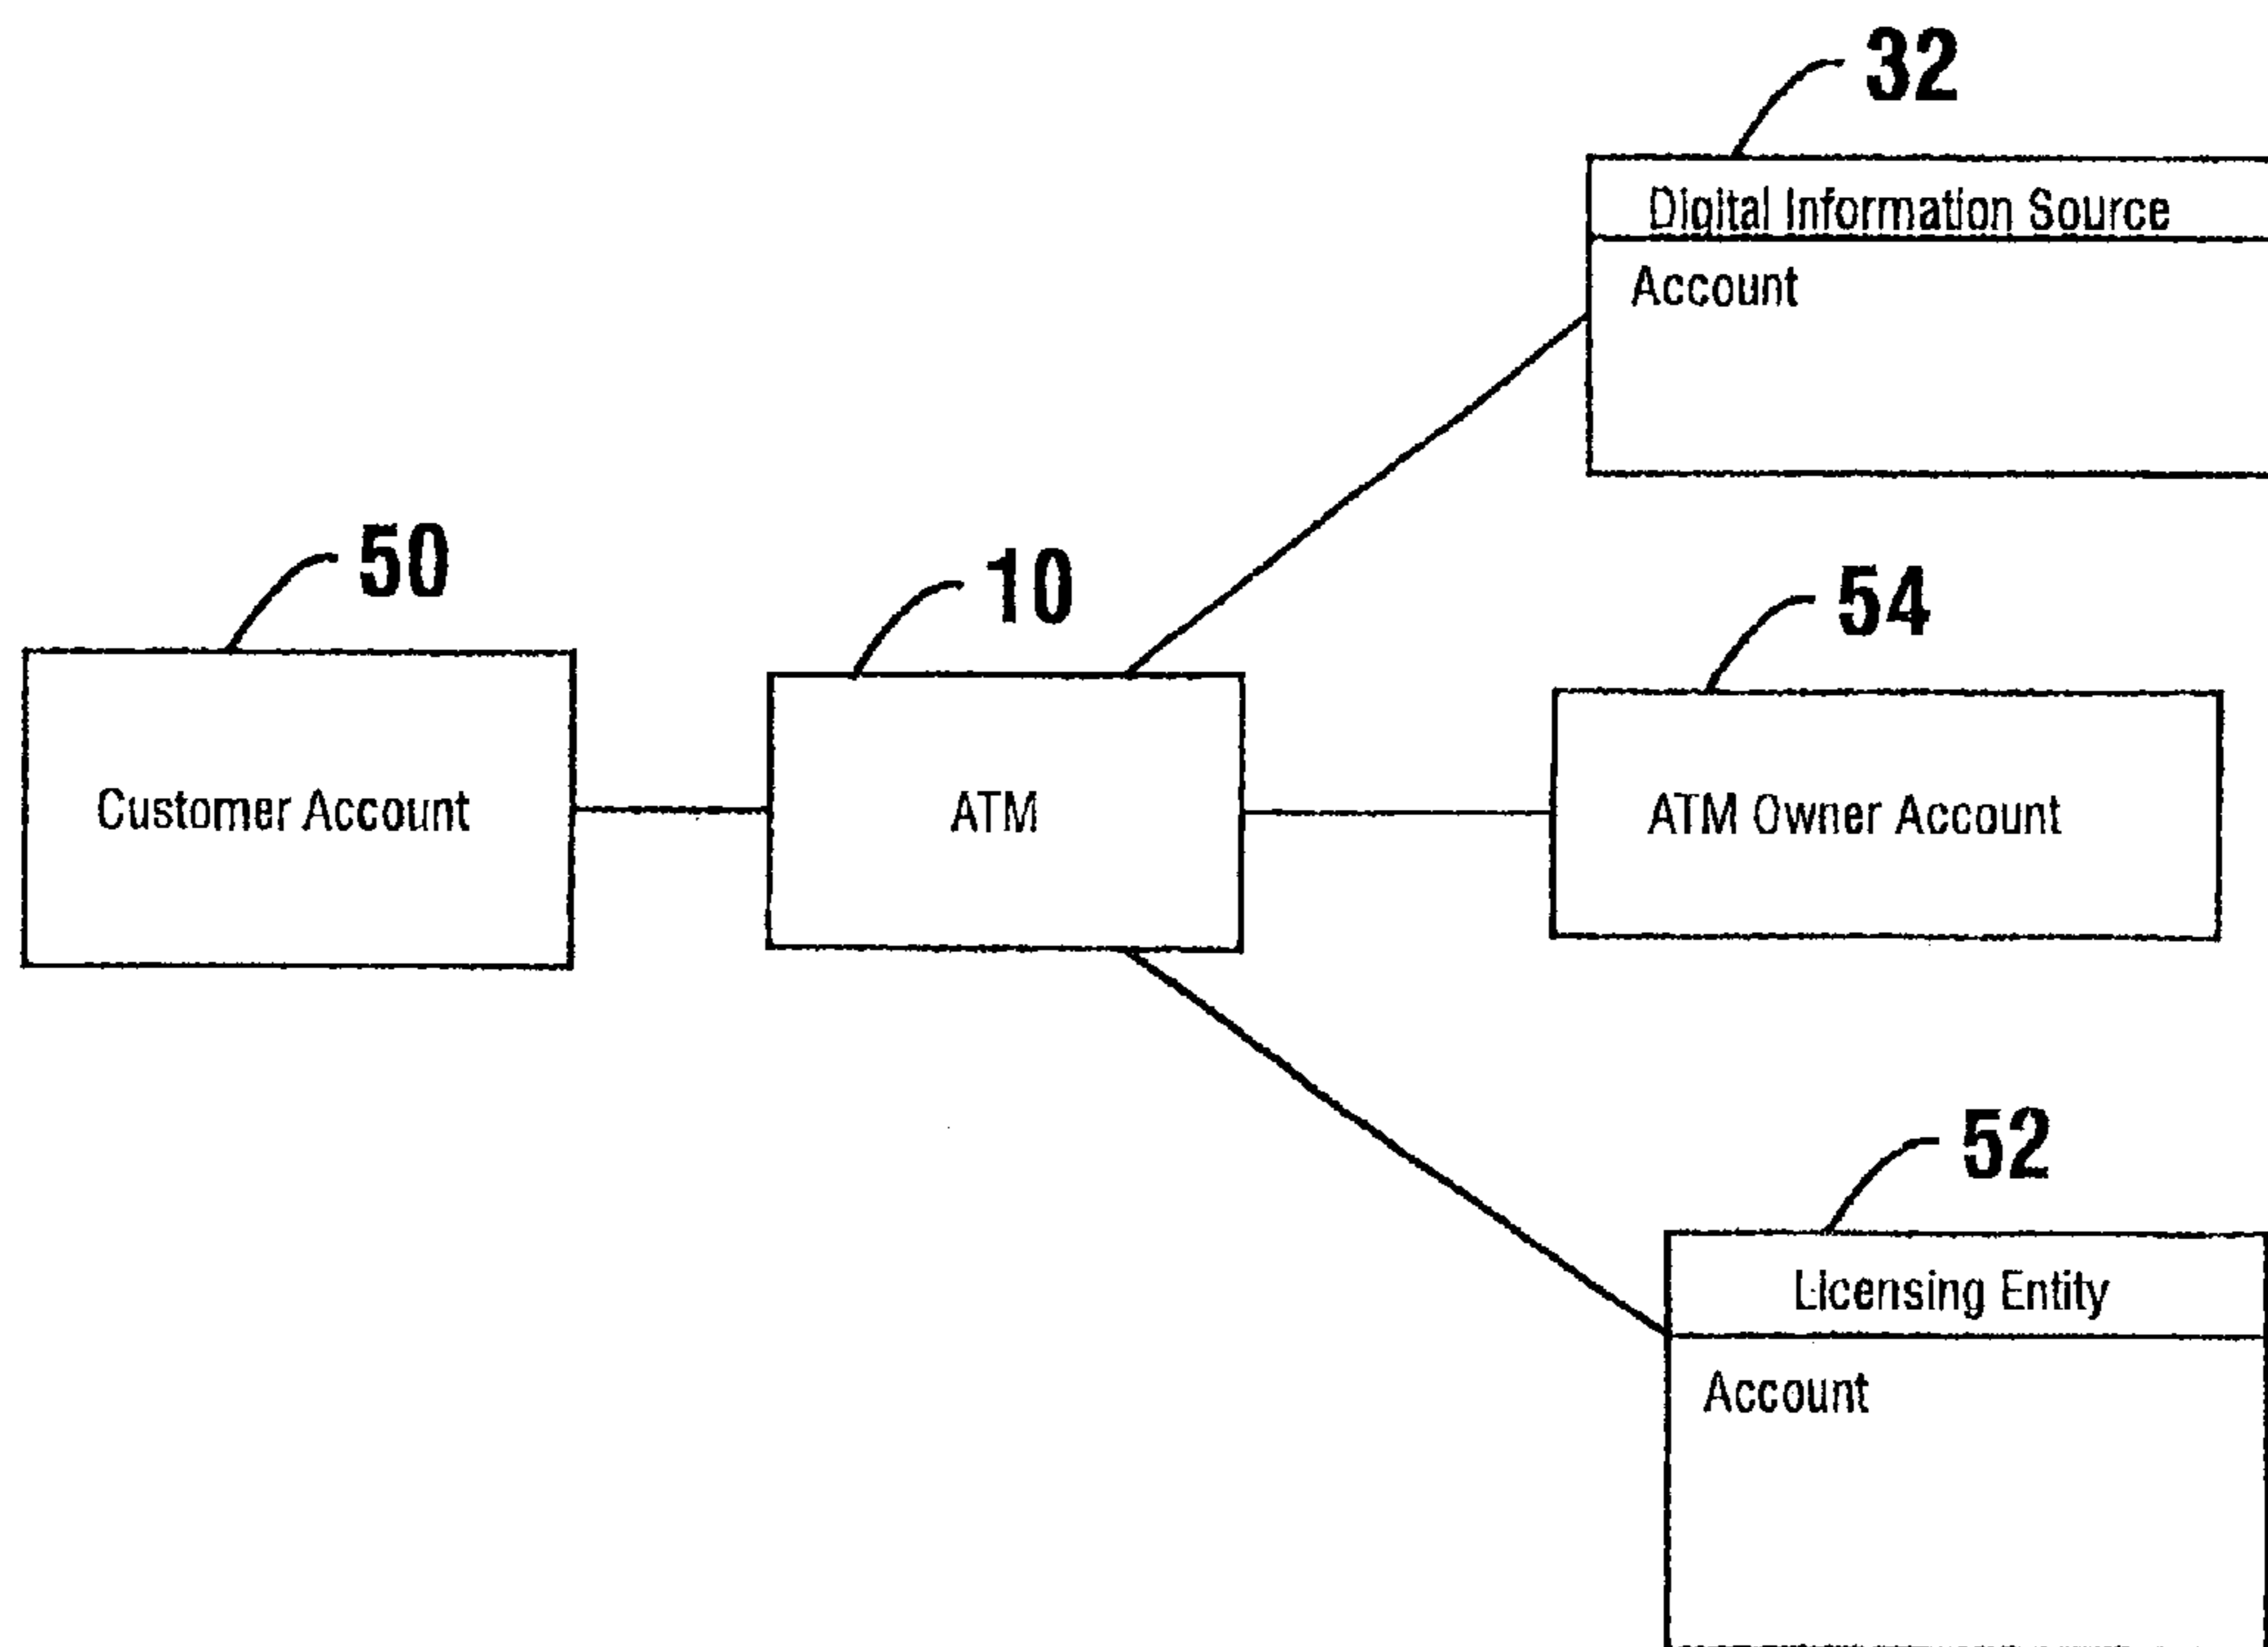 32
Digital Information Source
Account
50
10
54
Customer Account
ATM
ATM Owner Account
52
Licensing Entity
Account